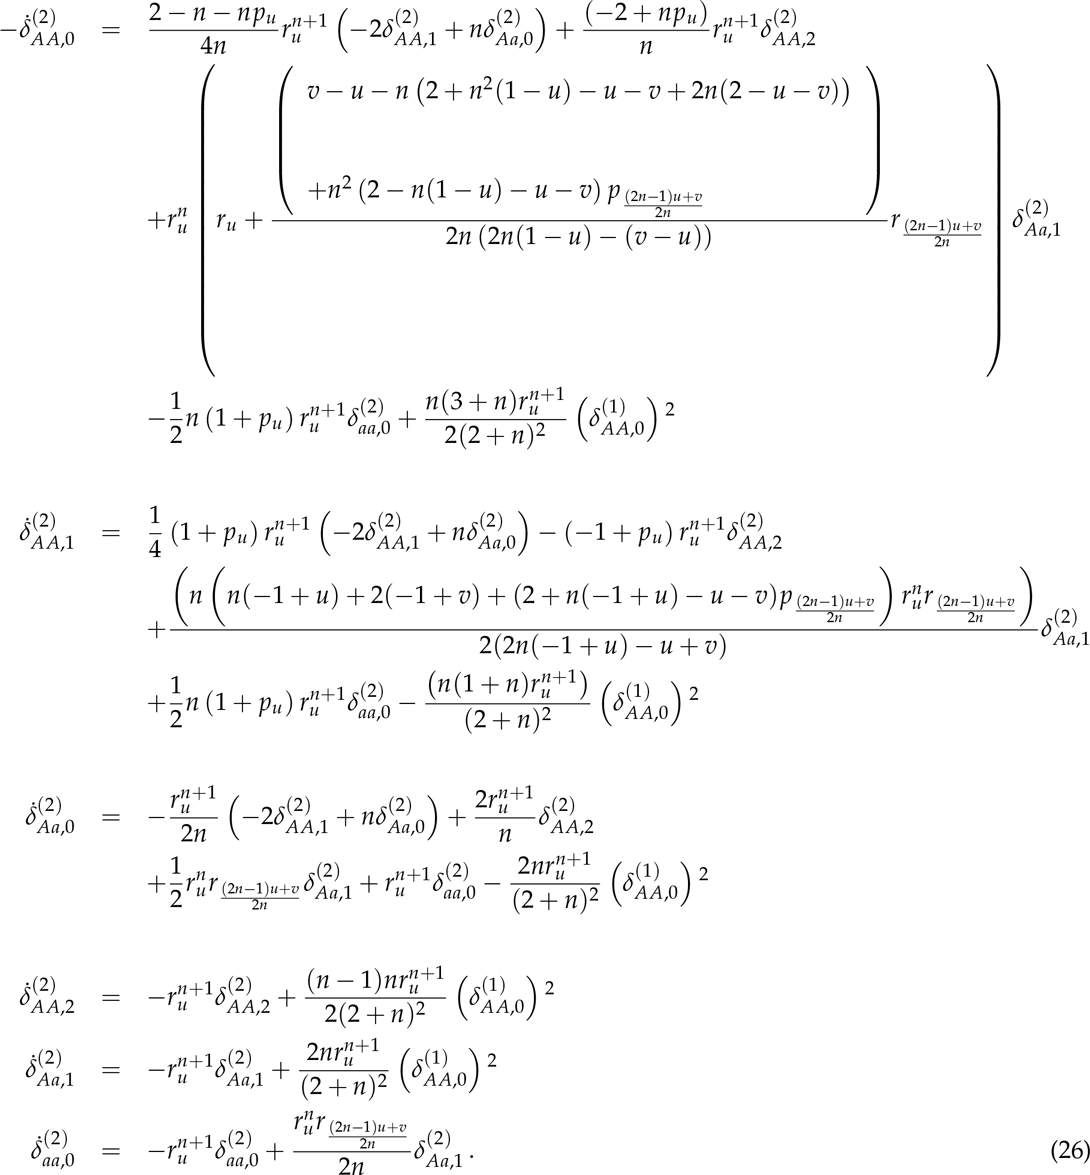 $-\dot{\delta}^{(2)}_{AA,0} = \frac{2-n-np_u}{4n} r_u^{n+1} \left(-2\delta^{(2)}_{AA,1} + n\delta^{(2)}_{Aa,0}\right) + \frac{(-2+np_u)}{n} r_u^{n+1} \delta^{(2)}_{AA,2}$
$+ r_u^n \left( r_u + \frac{\left( \begin{array}{l} v-u-n\left(2+n^2(1-u)-u-v+2n(2-u-v)\right) \\ +n^2\left(2-n(1-u)-u-v\right) p_{\frac{(2n-1)u+v}{2n}} \end{array} \right)}{2n\left(2n(1-u)-(v-u)\right)} r_{\frac{(2n-1)u+v}{2n}} \right) \delta^{(2)}_{Aa,1}$
$-\frac{1}{2} n \left(1+p_u\right) r_u^{n+1} \delta^{(2)}_{aa,0} + \frac{n(3+n) r_u^{n+1}}{2(2+n)^2} \left(\delta^{(1)}_{AA,0}\right)^2$
$\dot{\delta}^{(2)}_{AA,1} = \frac{1}{4} \left(1+p_u\right) r_u^{n+1} \left(-2\delta^{(2)}_{AA,1} + n\delta^{(2)}_{Aa,0}\right) - \left(-1+p_u\right) r_u^{n+1} \delta^{(2)}_{AA,2}$
$+ \frac{\left( n \left( n(-1+u)+2(-1+v)+(2+n(-1+u)-u-v) p_{\frac{(2n-1)u+v}{2n}} \right) r_u^n r_{\frac{(2n-1)u+v}{2n}} \right)}{2(2n(-1+u)-u+v)} \delta^{(2)}_{Aa,1}$
$+\frac{1}{2} n \left(1+p_u\right) r_u^{n+1} \delta^{(2)}_{aa,0} - \frac{\left(n(1+n) r_u^{n+1}\right)}{(2+n)^2} \left(\delta^{(1)}_{AA,0}\right)^2$
$\dot{\delta}^{(2)}_{Aa,0} = -\frac{r_u^{n+1}}{2n} \left(-2\delta^{(2)}_{AA,1} + n\delta^{(2)}_{Aa,0}\right) + \frac{2r_u^{n+1}}{n} \delta^{(2)}_{AA,2}$
$+\frac{1}{2} r_u^n r_{\frac{(2n-1)u+v}{2n}} \delta^{(2)}_{Aa,1} + r_u^{n+1} \delta^{(2)}_{aa,0} - \frac{2n r_u^{n+1}}{(2+n)^2} \left(\delta^{(1)}_{AA,0}\right)^2$
$\dot{\delta}^{(2)}_{AA,2} = -r_u^{n+1} \delta^{(2)}_{AA,2} + \frac{(n-1) n r_u^{n+1}}{2(2+n)^2} \left(\delta^{(1)}_{AA,0}\right)^2$
$\dot{\delta}^{(2)}_{Aa,1} = -r_u^{n+1} \delta^{(2)}_{Aa,1} + \frac{2n r_u^{n+1}}{(2+n)^2} \left(\delta^{(1)}_{AA,0}\right)^2$
$\dot{\delta}^{(2)}_{aa,0} = -r_u^{n+1} \delta^{(2)}_{aa,0} + \frac{r_u^n r_{\frac{(2n-1)u+v}{2n}}}{2n} \delta^{(2)}_{Aa,1} .$ (26)